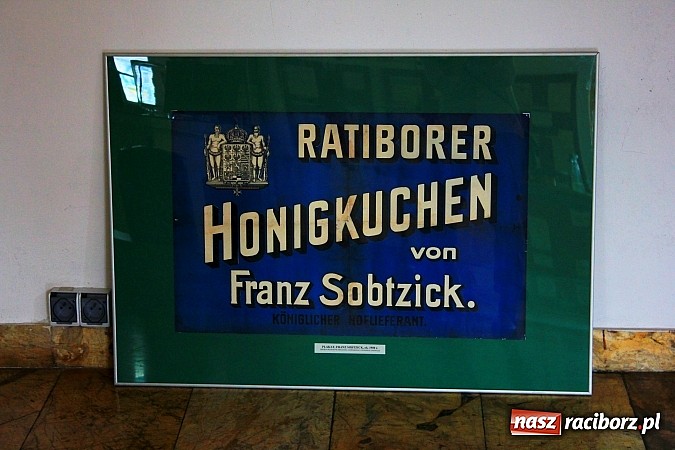 RATIBORER
HONIGKUCHEN
von
Franz Sobtzick.
KÖNIGLICHER HOFLIEFERANT.
nasz raciborz.pl